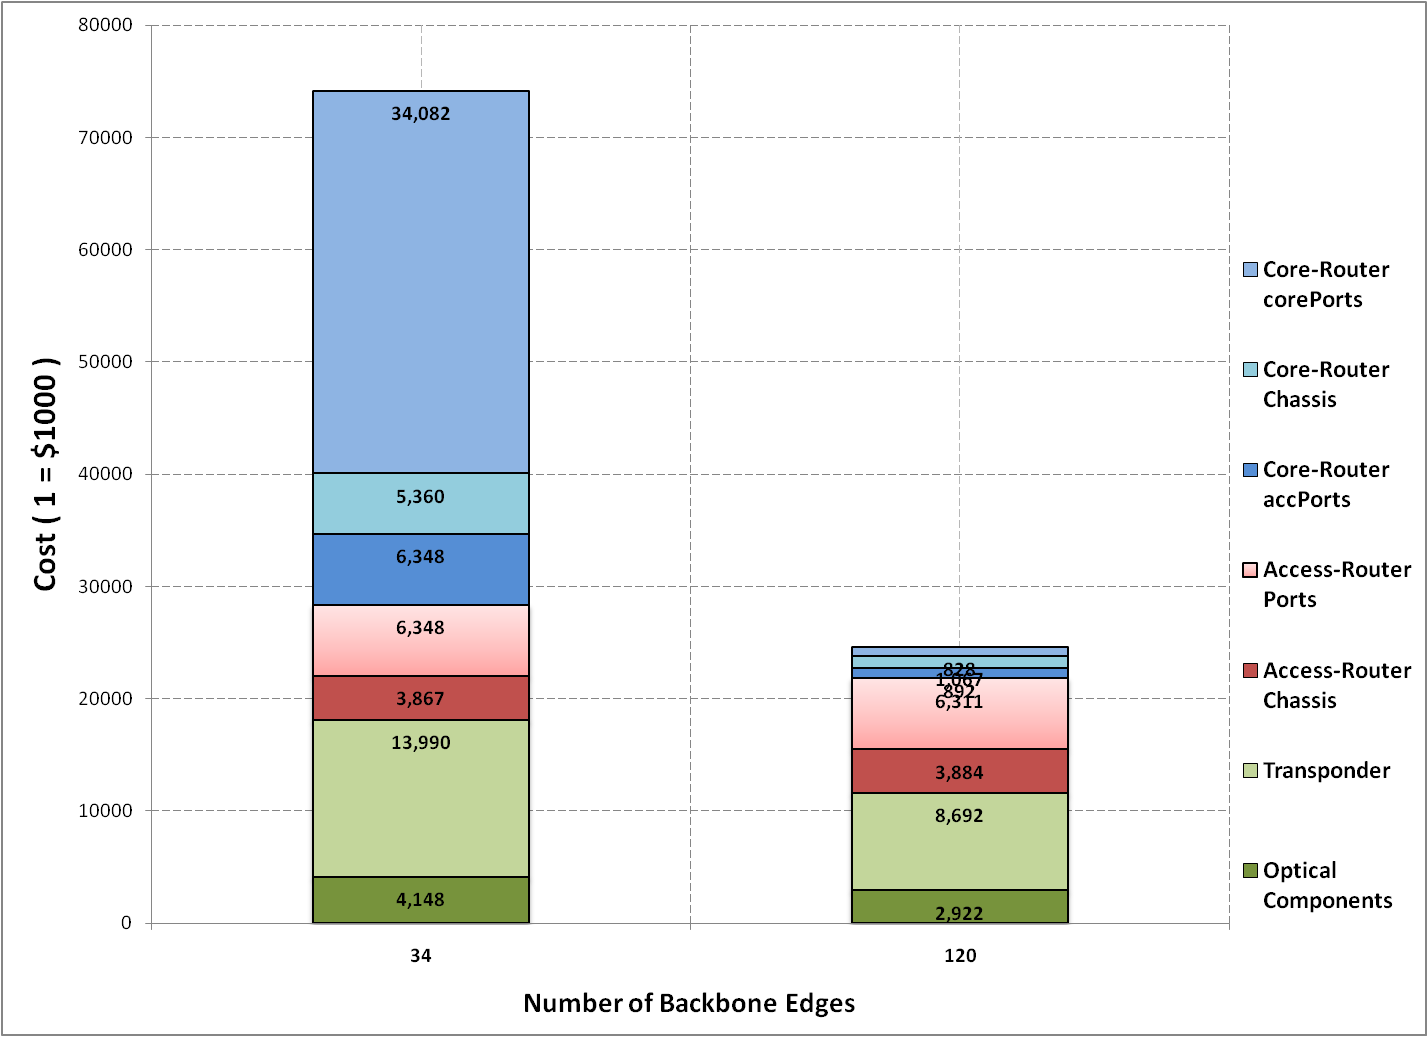 80000
70000
60000
50000
40000
30000
20000
10000
0
Cost ( 1 = $1000 )
34,082
5,360
6,348
6,348
3,867
13,990
4,148
828
1,067
892
6,311
3,884
8,692
2,922
34
120
Number of Backbone Edges
Core-Router
corePorts
Core-Router
Chassis
Core-Router
accPorts
Access-Router
Ports
Access-Router
Chassis
Transponder
Optical
Components